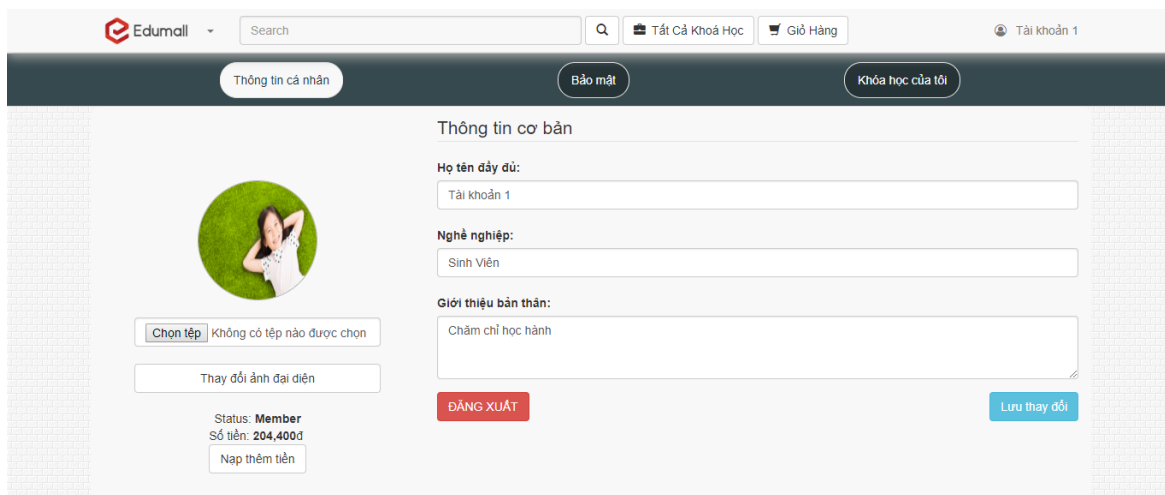 Edumall Search Tất Cả Khoá Học Giỏ Hàng Tài khoản 1
Thông tin cá nhân Bảo mật Khóa học của tôi
Thông tin cơ bản
Họ tên đầy đủ:
Tài khoản 1
Nghề nghiệp:
Sinh Viên
Giới thiệu bản thân:
Chăm chỉ học hành
ĐĂNG XUẤT Lưu thay đổi
Chọn tệp Không có tệp nào được chọn
Thay đổi ảnh đại diện
Status: Member
Số tiền: 204,400đ
Nạp thêm tiền